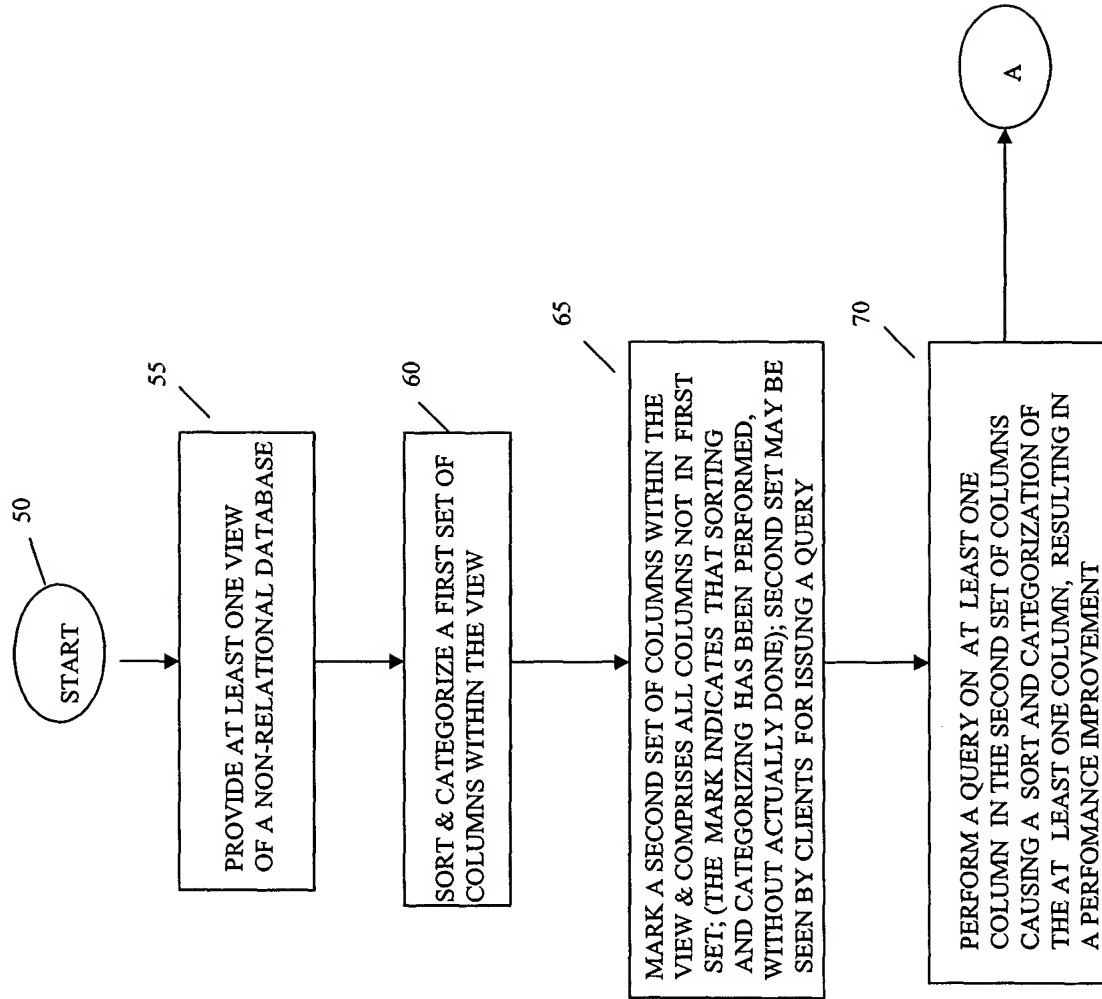 50
START
55
PROVIDE AT LEAST ONE VIEW
OF A NON-RELATIONAL DATABASE
60
SORT & CATEGORIZE A FIRST SET OF
COLUMNS WITHIN THE VIEW
65
MARK A SECOND SET OF COLUMNS WITHIN THE
VIEW & COMPRISES ALL COLUMNS NOT IN FIRST
SET; (THE MARK INDICATES THAT SORTING
AND CATEGORIZING HAS BEEN PERFORMED,
WITHOUT ACTUALLY DONE); SECOND SET MAY BE
SEEN BY CLIENTS FOR ISSUNG A QUERY
70
PERFORM A QUERY ON AT LEAST ONE
COLUMN IN THE SECOND SET OF COLUMNS
CAUSING A SORT AND CATEGORIZATION OF
THE AT LEAST ONE COLUMN, RESULTING IN
A PERFOMANCE IMPROVEMENT
A